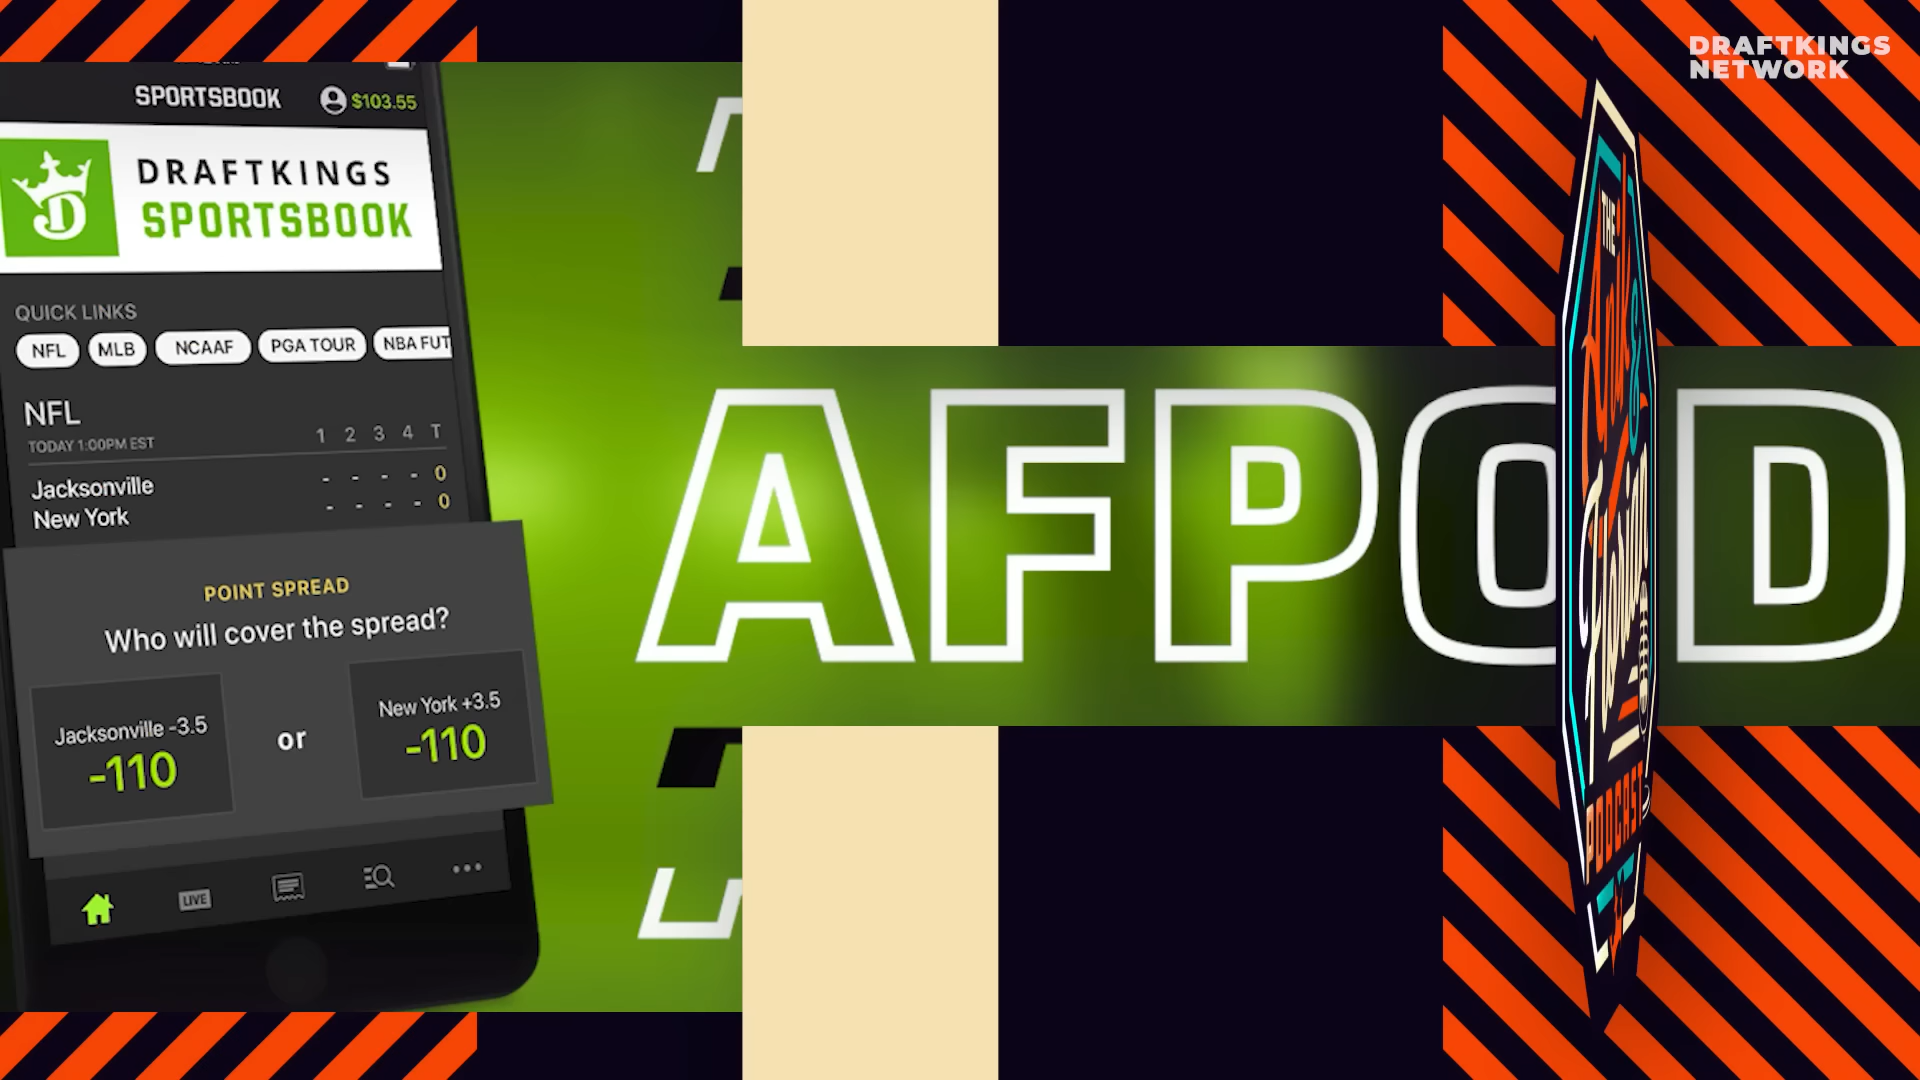 DRAFTKINGS
NETWORK
SPORTSBOOK
$103.55
DRAFTKINGS
SPORTSBOOK
QUICK LINKS
NFL MLB NCAAF PGA TOUR NBA FUT
NFL
TODAY 1:00PM EST 1 2 3 4 T
Jacksonville - - - - 0
New York - - - - 0
POINT SPREAD
Who will cover the spread?
Jacksonville -3.5
-110
or
New York +3.5
-110
LIVE
AFPOD
THE
PODCAST